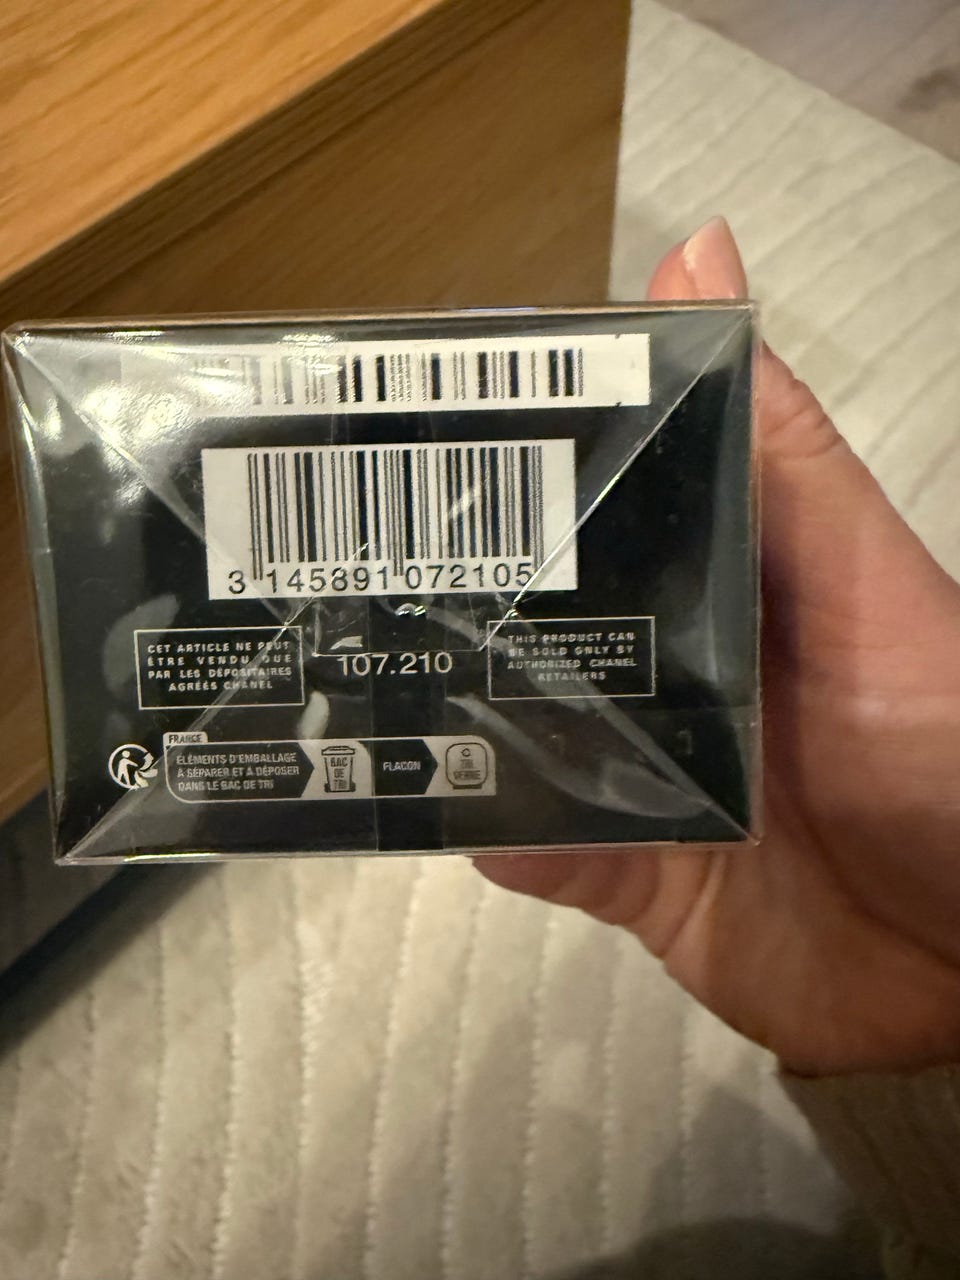 3 145891 072105
CET ARTICLE NE PEUT
ÊTRE VENDU QUE
PAR LES DÉPOSITAIRES
AGRÉÉS CHANEL
107.210
THIS PRODUCT CAN
BE SOLD ONLY BY
AUTHORIZED CHANEL
RETAILERS
FRANCE
ÉLÉMENTS D'EMBALLAGE
À SÉPARER ET À DÉPOSER
DANS LE BAC DE TRI
BAC
DE
TRI
FLACON
TRI
VERRE